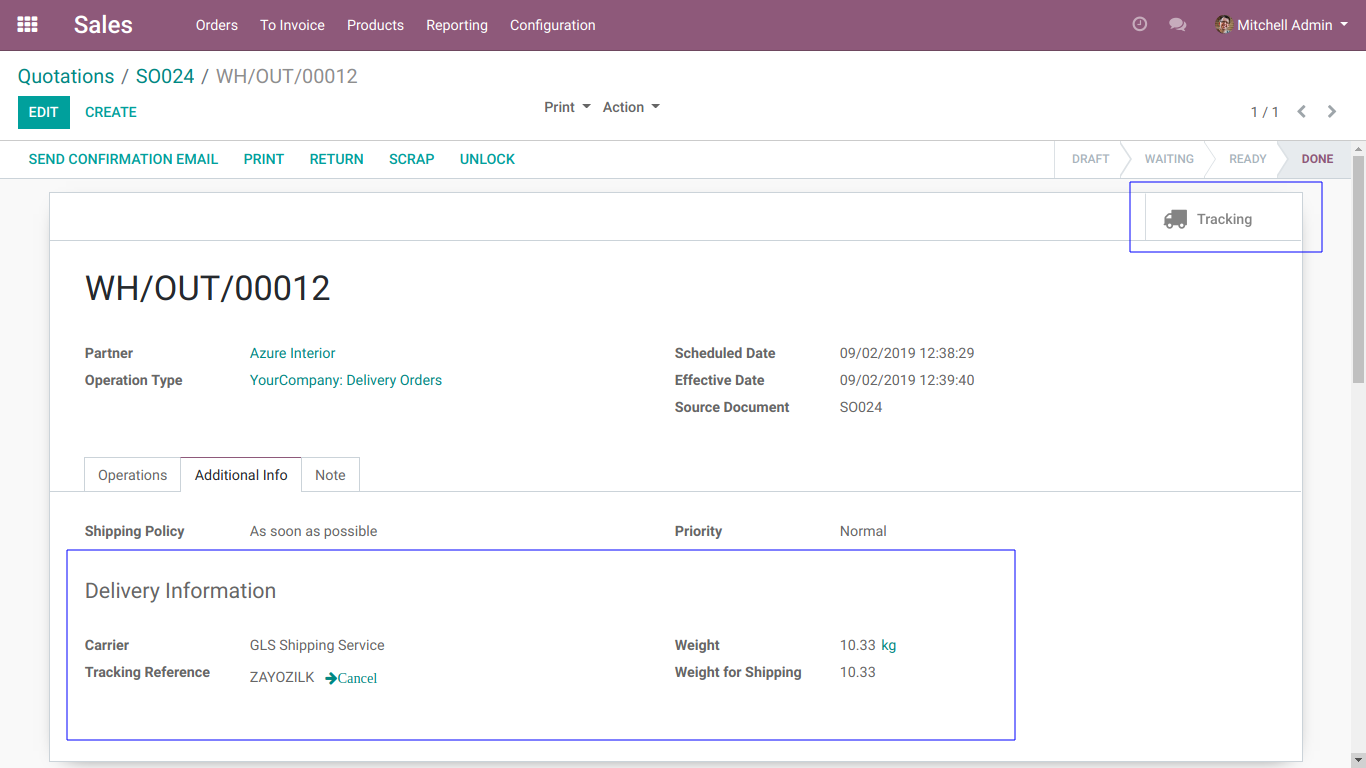 Sales Orders To Invoice Products Reporting Configuration Mitchell Admin
Quotations / SO024 / WH/OUT/00012
EDIT CREATE Print Action 1 / 1
SEND CONFIRMATION EMAIL PRINT RETURN SCRAP UNLOCK DRAFT WAITING READY DONE
Tracking
WH/OUT/00012
Partner Azure Interior Scheduled Date 09/02/2019 12:38:29
Operation Type YourCompany: Delivery Orders Effective Date 09/02/2019 12:39:40
Source Document SO024
Operations Additional Info Note
Shipping Policy As soon as possible Priority Normal
Delivery Information
Carrier GLS Shipping Service Weight 10.33 kg
Tracking Reference ZAYOZILK Cancel Weight for Shipping 10.33